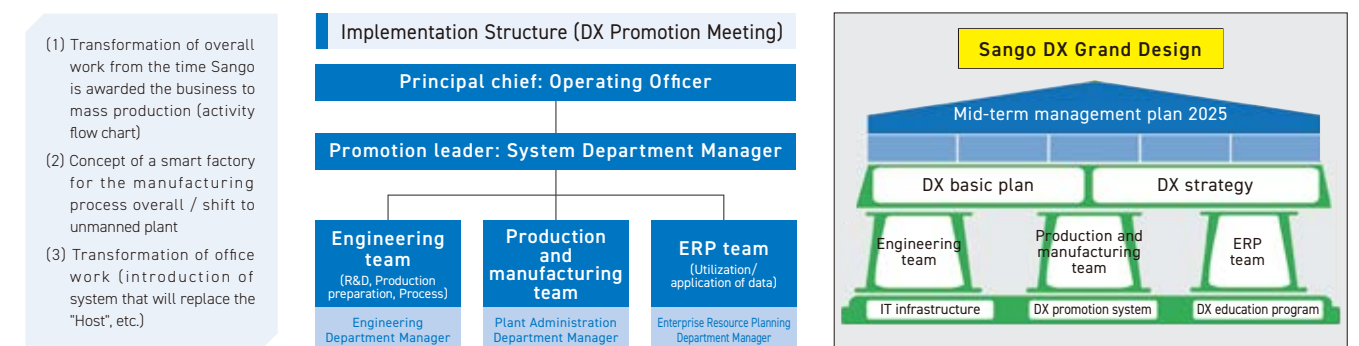 (1) Transformation of overall
work from the time Sango
is awarded the business to
mass production (activity
flow chart)
(2) Concept of a smart factory
for the manufacturing
process overall / shift to
unmanned plant
(3) Transformation of office
work (introduction of
system that will replace the
"Host", etc.)
Implementation Structure (DX Promotion Meeting)
Principal chief: Operating Officer
Promotion leader: System Department Manager
Engineering
team
(R&D, Production
preparation, Process)
Engineering
Department Manager
Production
and
manufacturing
team
Plant Administration
Department Manager
ERP team
(Utilization/
application of data)
Enterprise Resource Planning
Department Manager
Sango DX Grand Design
Mid-term management plan 2025
DX basic plan
DX strategy
Engineering
team
Production and
manufacturing
team
ERP
team
IT infrastructure
DX promotion system
DX education program